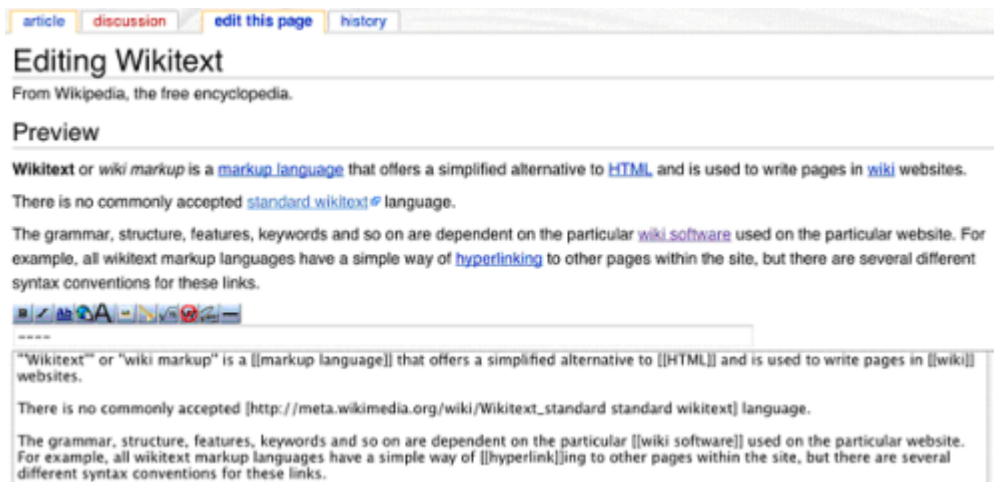 article discussion edit this page history
Editing Wikitext
From Wikipedia, the free encyclopedia.
Preview
Wikitext or wiki markup is a markup language that offers a simplified alternative to HTML and is used to write pages in wiki websites.
There is no commonly accepted standard wikitext language.
The grammar, structure, features, keywords and so on are dependent on the particular wiki software used on the particular website. For
example, all wikitext markup languages have a simple way of hyperlinking to other pages within the site, but there are several different
syntax conventions for these links.
Ab A
----
'''Wikitext''' or ''wiki markup'' is a [[markup language]] that offers a simplified alternative to [[HTML]] and is used to write pages in [[wiki]]
websites.
There is no commonly accepted [http://meta.wikimedia.org/wiki/Wikitext_standard standard wikitext] language.
The grammar, structure, features, keywords and so on are dependent on the particular [[wiki software]] used on the particular website.
For example, all wikitext markup languages have a simple way of [[hyperlink]]ing to other pages within the site, but there are several
different syntax conventions for these links.